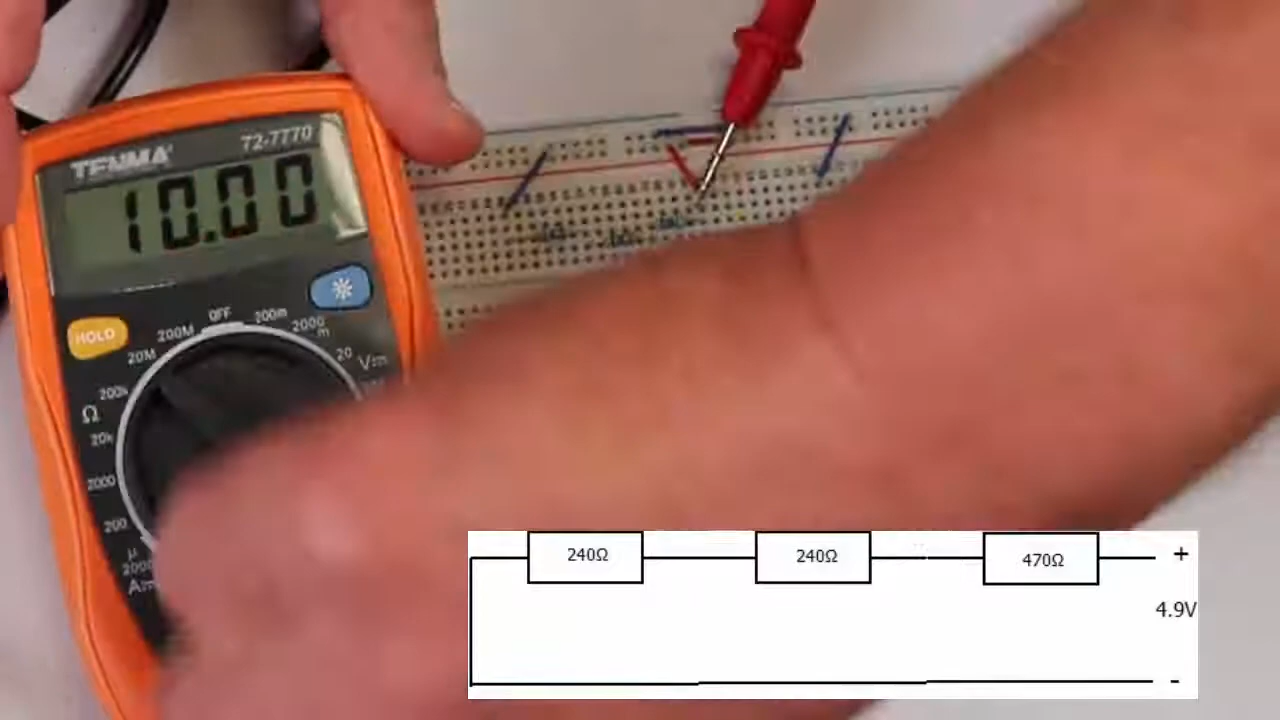 TENMA
72-7770
10.00
HOLD
OFF
200m
2000
m
20
V
200M
20M
200k
Ω
20k
2000
200
µ
2000
A
240Ω
240Ω
470Ω
+
4.9V
-